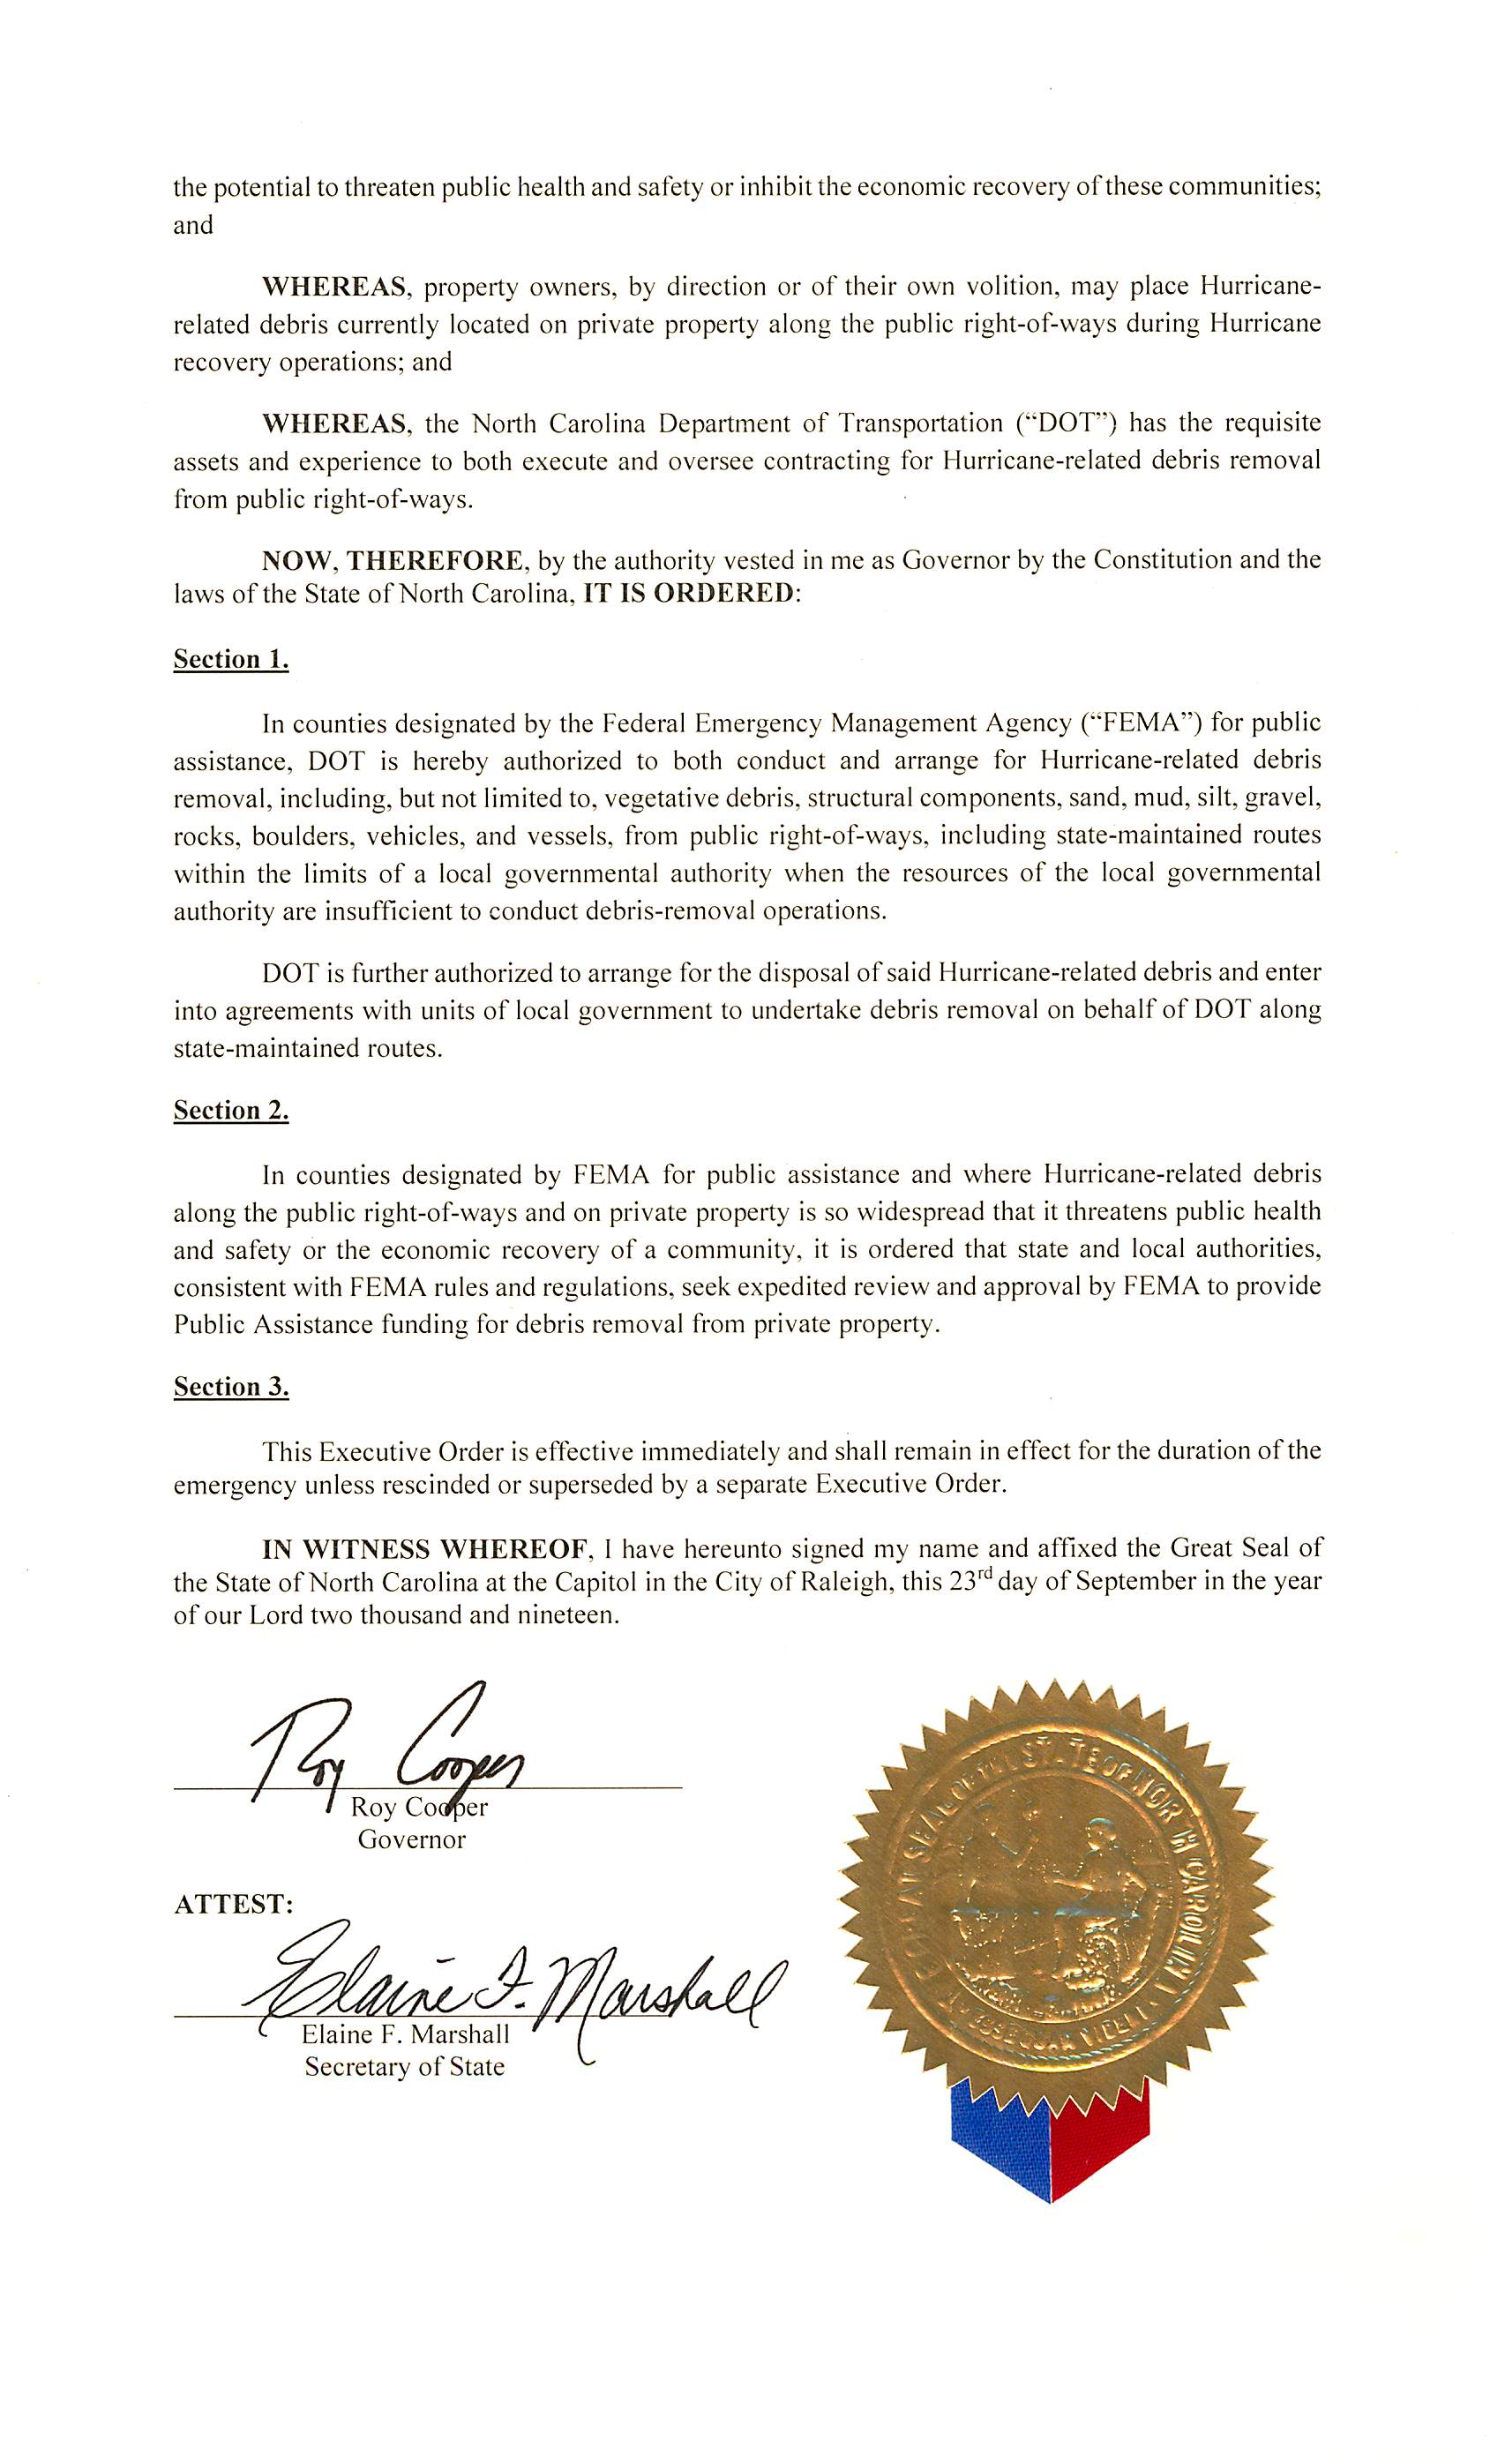 the potential to threaten public health and safety or inhibit the economic recovery of these communities;
and
WHEREAS, property owners, by direction or of their own volition, may place Hurricane-
related debris currently located on private property along the public right-of-ways during Hurricane
recovery operations; and
WHEREAS, the North Carolina Department of Transportation (“DOT”) has the requisite
assets and experience to both execute and oversee contracting for Hurricane-related debris removal
from public right-of-ways.
NOW, THEREFORE, by the authority vested in me as Governor by the Constitution and the
laws of the State of North Carolina, IT IS ORDERED:
Section 1.
In counties designated by the Federal Emergency Management Agency (“FEMA”) for public
assistance, DOT is hereby authorized to both conduct and arrange for Hurricane-related debris
removal, including, but not limited to, vegetative debris, structural components, sand, mud, silt, gravel,
rocks, boulders, vehicles, and vessels, from public right-of-ways, including state-maintained routes
within the limits of a local governmental authority when the resources of the local governmental
authority are insufficient to conduct debris-removal operations.
DOT is further authorized to arrange for the disposal of said Hurricane-related debris and enter
into agreements with units of local government to undertake debris removal on behalf of DOT along
state-maintained routes.
Section 2.
In counties designated by FEMA for public assistance and where Hurricane-related debris
along the public right-of-ways and on private property is so widespread that it threatens public health
and safety or the economic recovery of a community, it is ordered that state and local authorities,
consistent with FEMA rules and regulations, seek expedited review and approval by FEMA to provide
Public Assistance funding for debris removal from private property.
Section 3.
This Executive Order is effective immediately and shall remain in effect for the duration of the
emergency unless rescinded or superseded by a separate Executive Order.
IN WITNESS WHEREOF, I have hereunto signed my name and affixed the Great Seal of
the State of North Carolina at the Capitol in the City of Raleigh, this 23rd day of September in the year
of our Lord two thousand and nineteen.
Roy Cooper
Roy Cooper
Governor
ATTEST:
Elaine F. Marshall
Elaine F. Marshall
Secretary of State
SEAL OF THE STATE OF NORTH CAROLINA
ESSE QUAM VIDERI